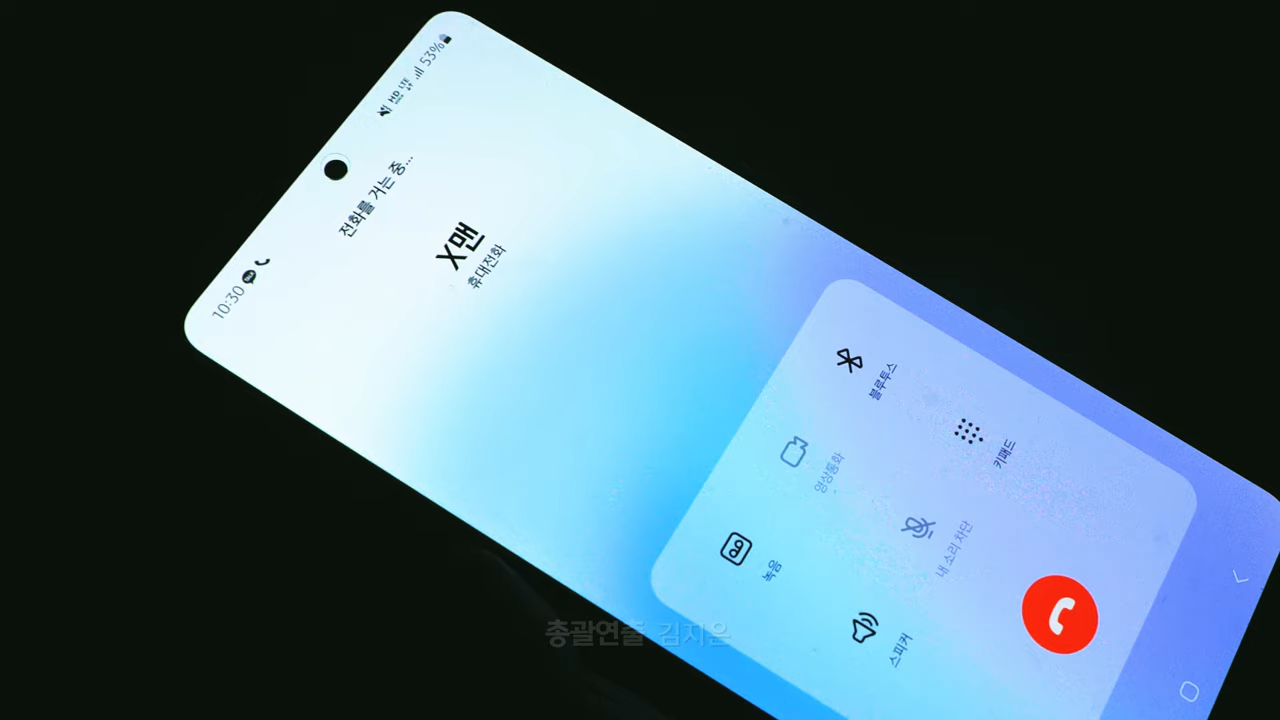 10:30
HD LTE 53%
전화를 거는 중...
X맨
휴대전화
녹음
영상통화
블루투스
스피커
내 소리 차단
키패드
총괄연출 김지은